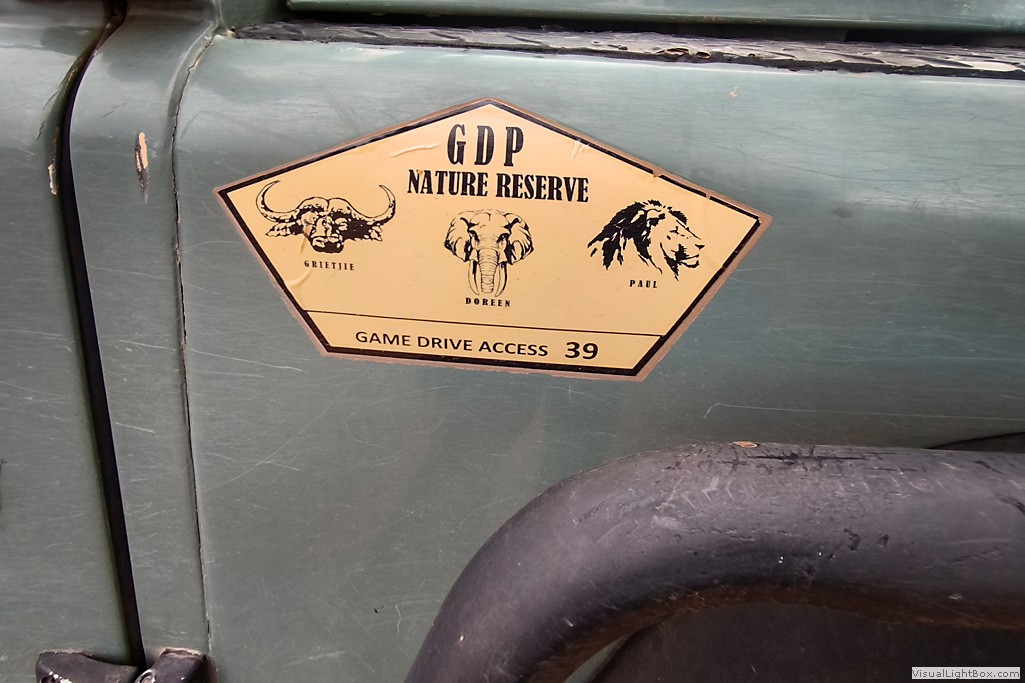 GDP
NATURE RESERVE
GRIETJIE
DOREEN
PAUL
GAME DRIVE ACCESS 39
VisualLightBox.com